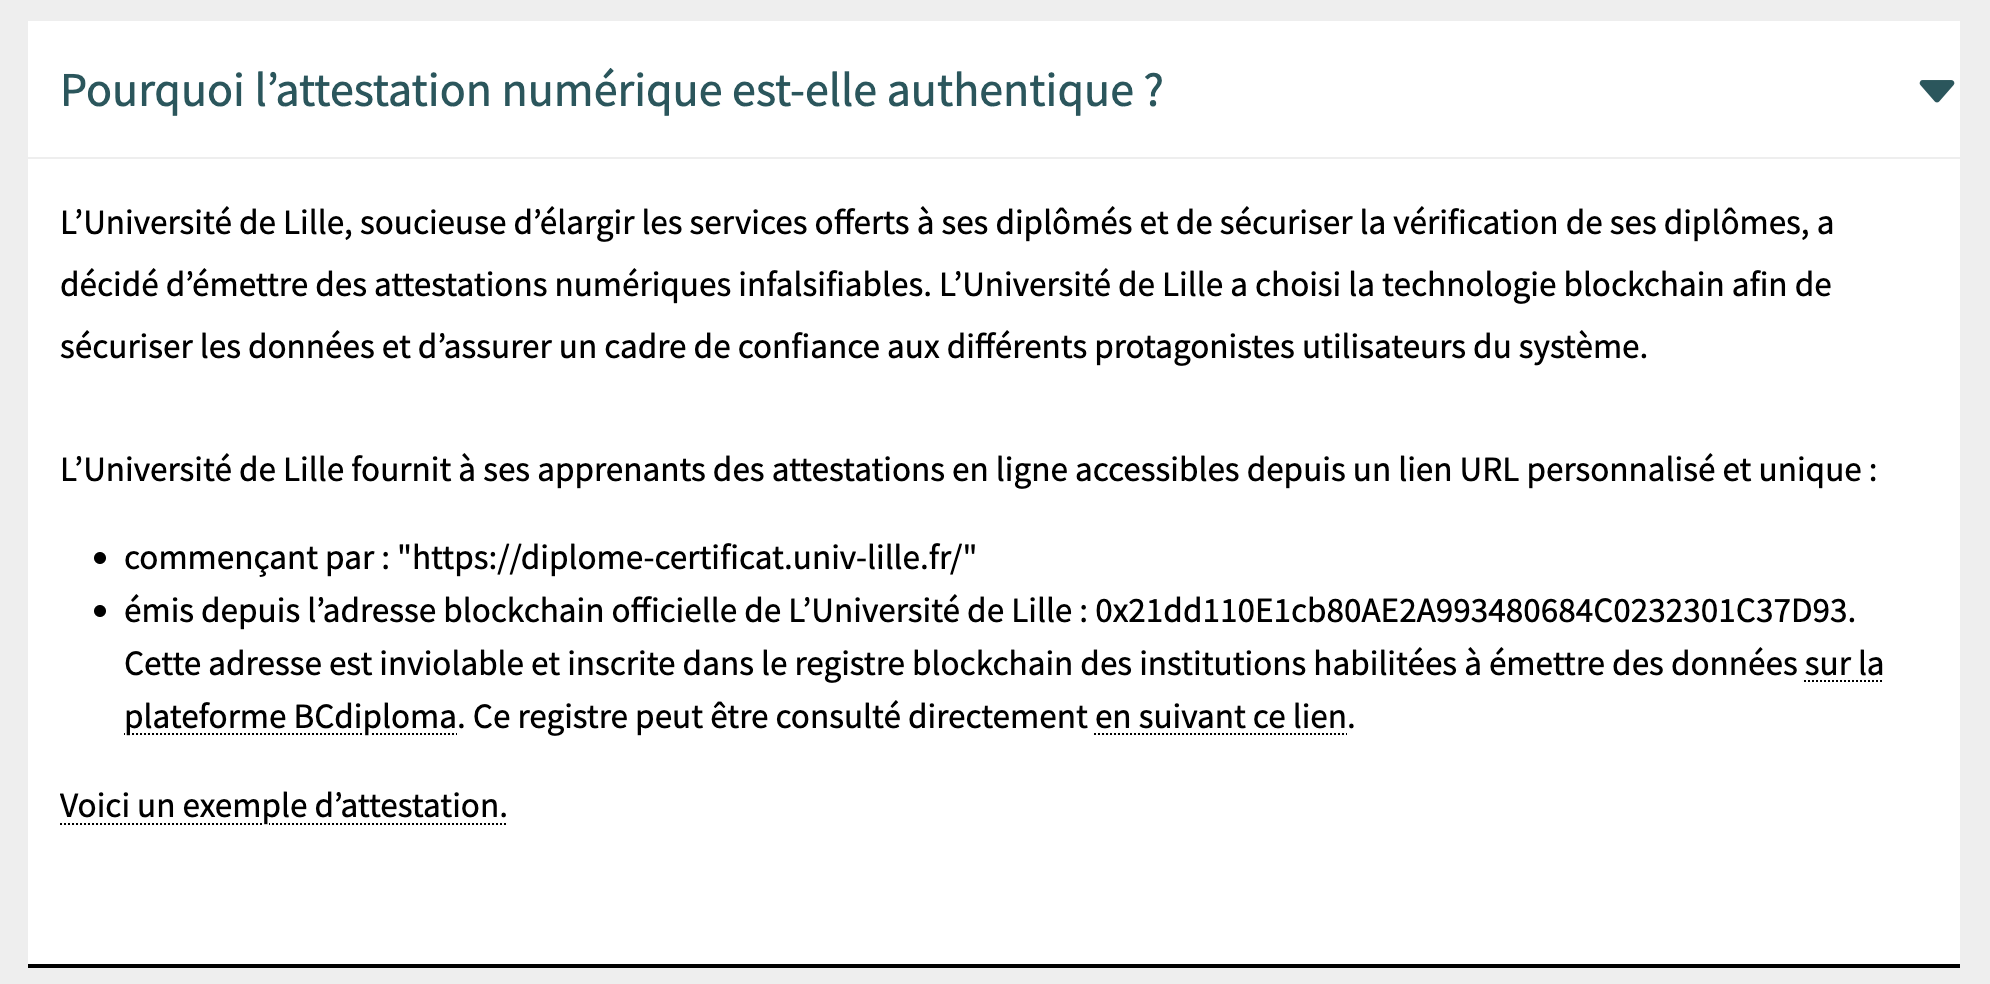 Pourquoi l’attestation numérique est-elle authentique ?
L’Université de Lille, soucieuse d’élargir les services offerts à ses diplômés et de sécuriser la vérification de ses diplômes, a
décidé d’émettre des attestations numériques infalsifiables. L’Université de Lille a choisi la technologie blockchain afin de
sécuriser les données et d’assurer un cadre de confiance aux différents protagonistes utilisateurs du système.
L’Université de Lille fournit à ses apprenants des attestations en ligne accessibles depuis un lien URL personnalisé et unique :
• commençant par : "https://diplome-certificat.univ-lille.fr/"
• émis depuis l’adresse blockchain officielle de L’Université de Lille : 0x21dd110E1cb80AE2A993480684C0232301C37D93.
Cette adresse est inviolable et inscrite dans le registre blockchain des institutions habilitées à émettre des données sur la
plateforme BCdiploma. Ce registre peut être consulté directement en suivant ce lien.
Voici un exemple d’attestation.